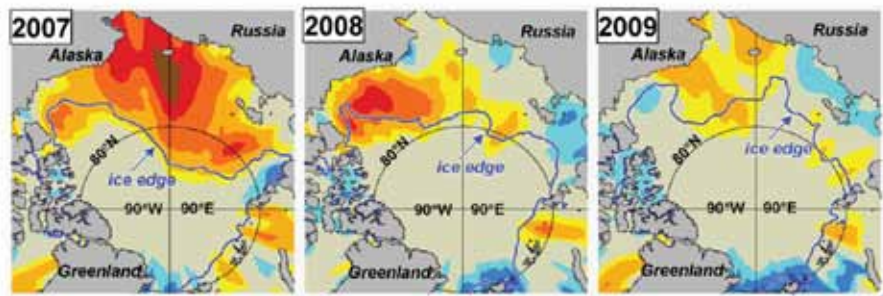 2007
Russia
Alaska
80°N
ice edge
90°W 90°E
Greenland
2008
Russia
Alaska
80°N
ice edge
90°W 90°E
Greenland
2009
Russia
Alaska
80°N
ice edge
90°W 90°E
Greenland